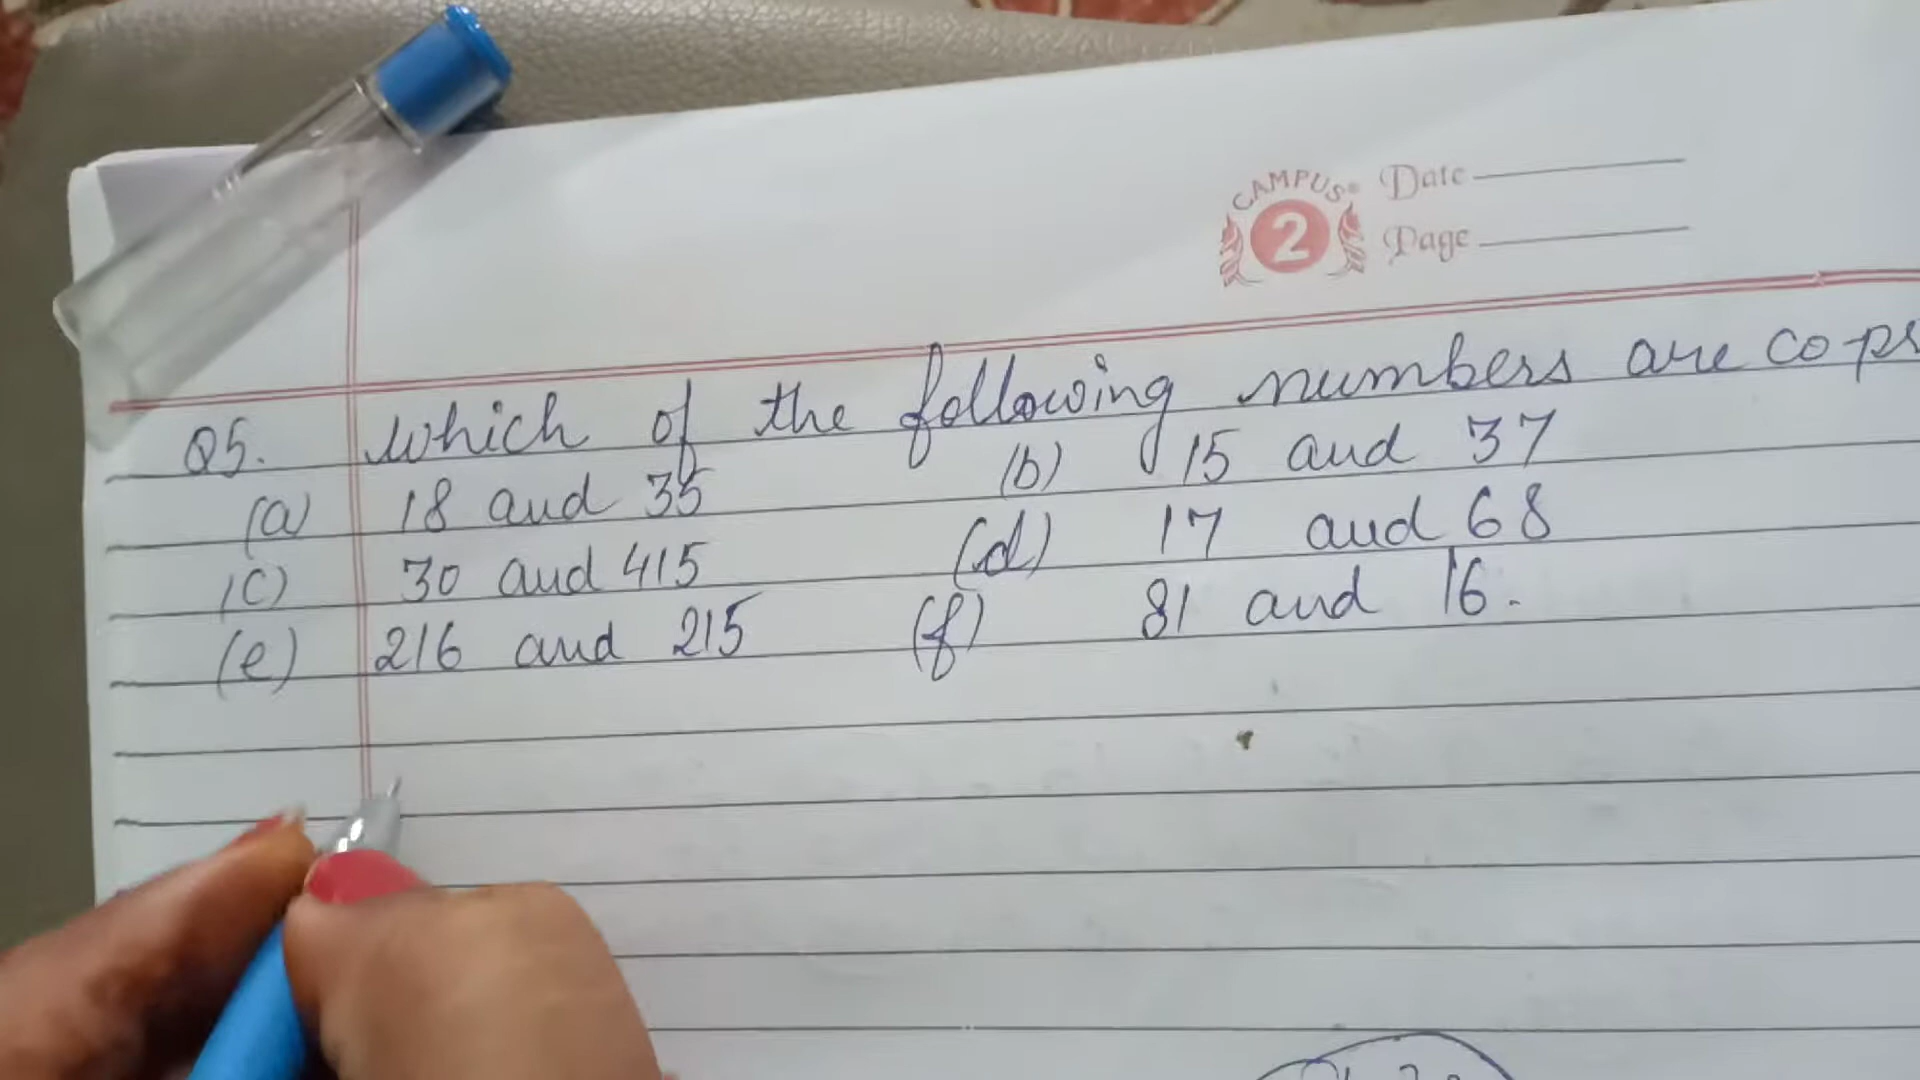 CAMPUS
2
Date
Page
Q5. which of the following numbers are co-
(a) 18 and 35 (b) 15 and 37
(c) 30 and 415 (d) 17 and 68
(e) 216 and 215 (f) 81 and 16.